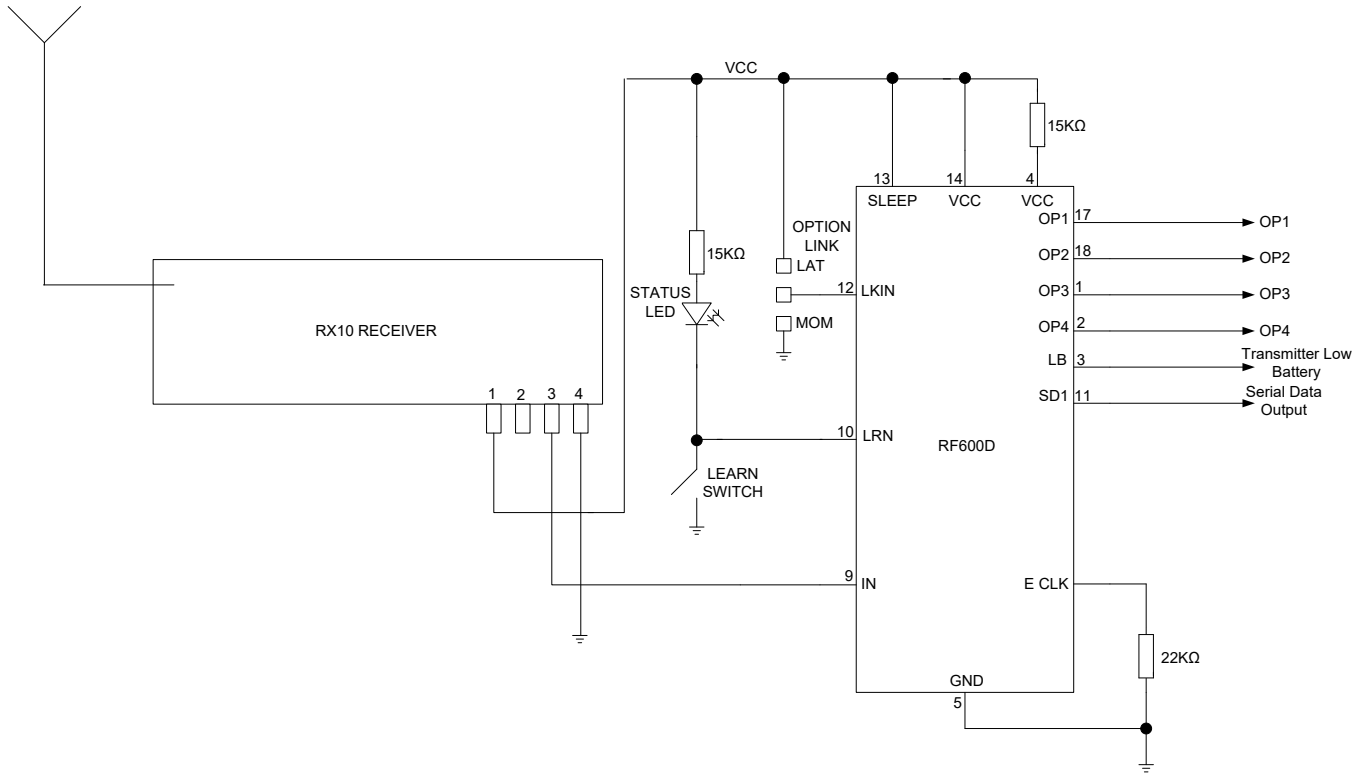 VCC
15KΩ
13
14
4
SLEEP
VCC
VCC
OP1
17
OP1
OPTION
LINK
LAT
15KΩ
OP2
18
OP2
STATUS
LED
12
LKIN
OP3
1
OP3
MOM
OP4
2
OP4
RX10 RECEIVER
LB
3
Transmitter Low
Battery
SD1
11
Serial Data
Output
1
2
3
4
10
LRN
RF600D
LEARN
SWITCH
9
IN
E CLK
22KΩ
GND
5